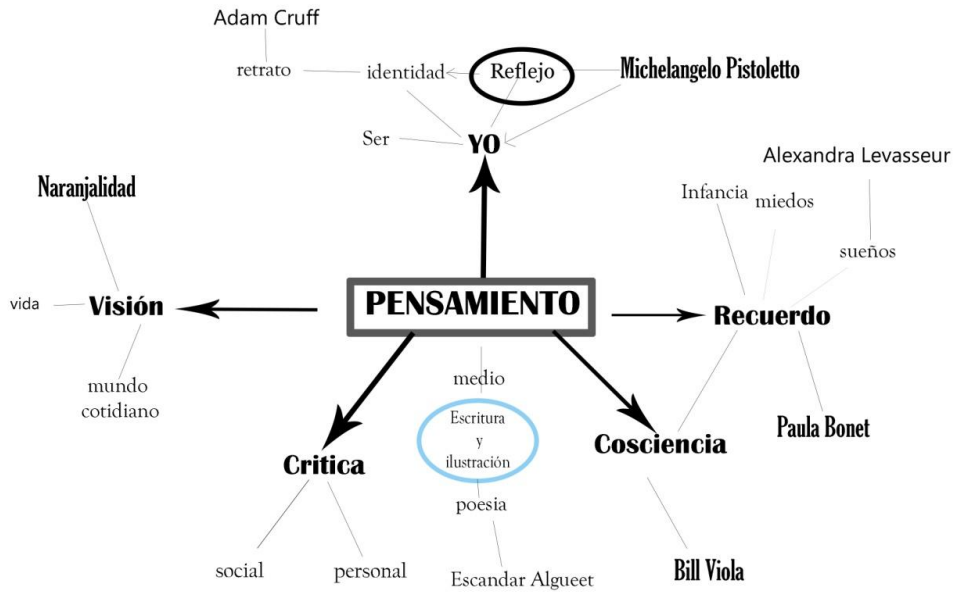 Adam Cruff
retrato
identidad
Reflejo
Michelangelo Pistoletto
Ser
YO
Alexandra Levasseur
Naranjalidad
Infancia
miedos
sueños
vida
Visión
PENSAMIENTO
Recuerdo
mundo
cotidiano
medio
Escritura
y
ilustración
Paula Bonet
Critica
Cosciencia
poesia
social
personal
Escandar Algueet
Bill Viola